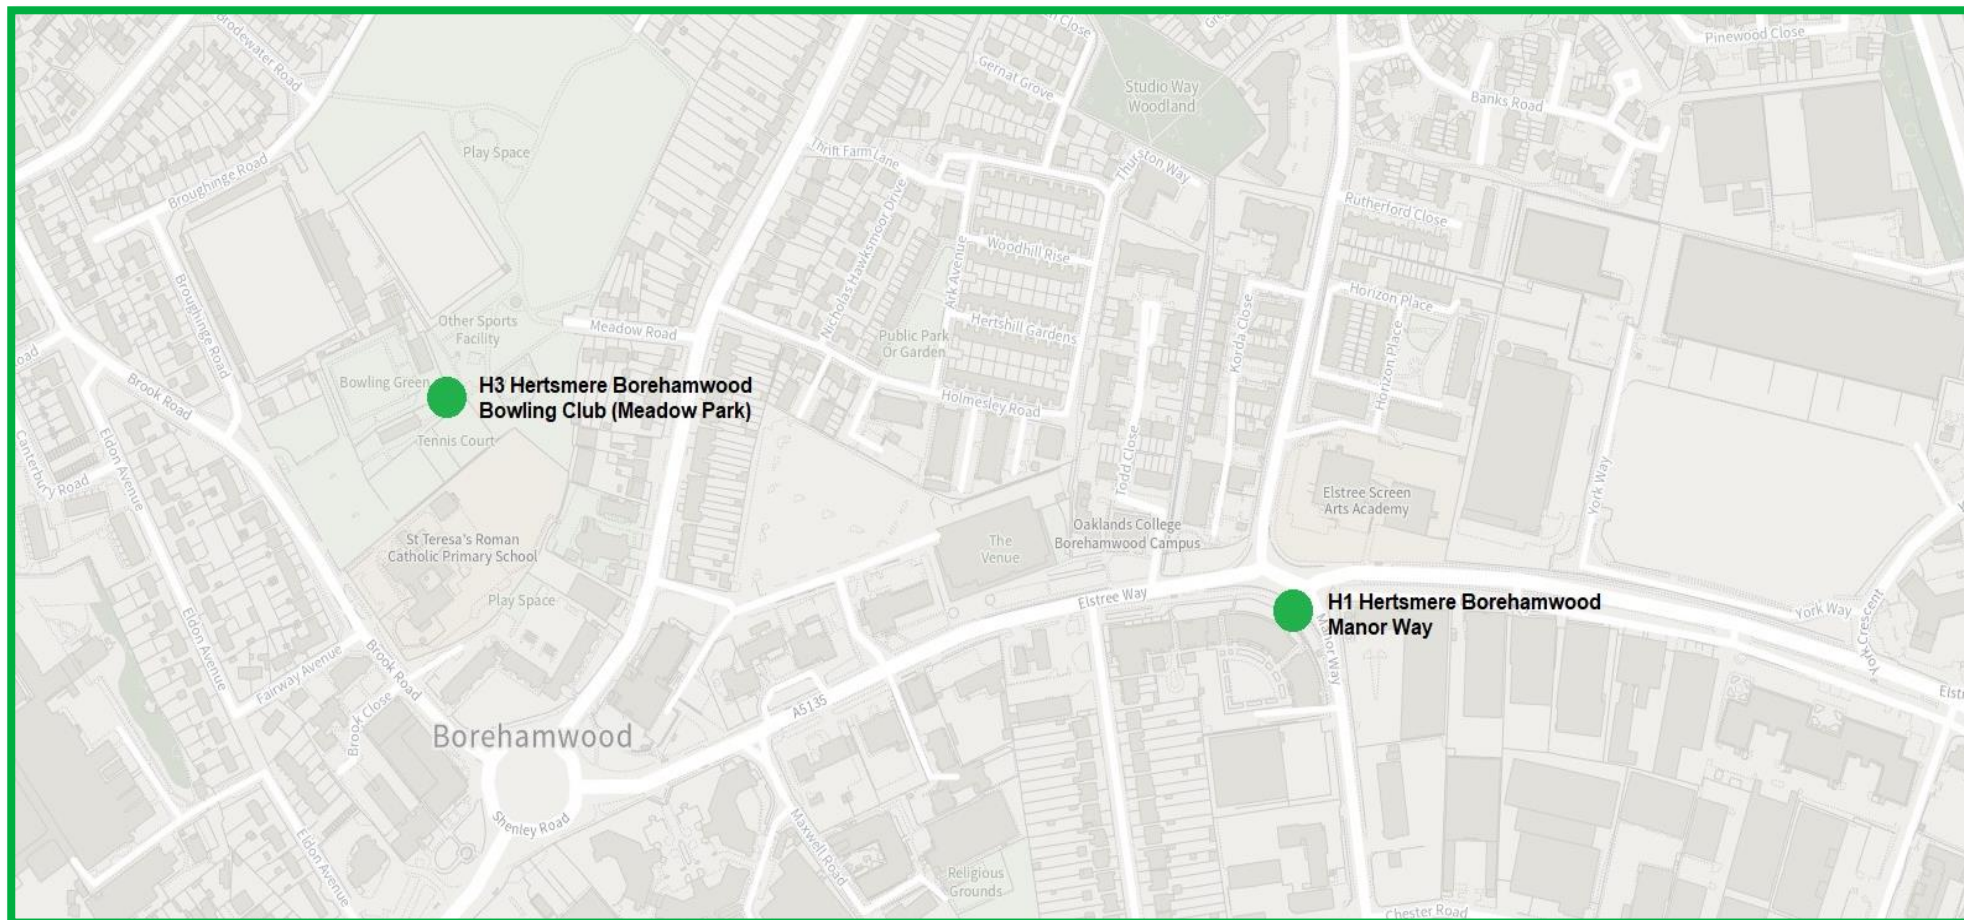 Brodewater Road
Pinewood Close
Gernat Grove
Studio Way
Woodland
Banks Road
Play Space
Thrift Farm Lane
Thurston Way
Broughinge Road
Rutherford Close
Nicholas Hawksmoor Drive
Woodhill Rise
Ark Avenue
Horizon Place
Korda Close
Broughinge Road
Other Sports
Facility
Meadow Road
Public Park
Or Garden
Hertshill Gardens
Horizon Place
Brook Road
Bowling Green
H3 Hertsmere Borehamwood
Bowling Club (Meadow Park)
Holmesley Road
Tennis Court
Canterbury Road
Eldon Avenue
Todd Close
Elstree Screen
Arts Academy
York Way
St Teresa's Roman
Catholic Primary School
The
Venue
Oaklands College
Borehamwood Campus
Play Space
Elstree Way
H1 Hertsmere Borehamwood
Manor Way
Manor Way
York Way
York Crescent
Eldon Avenue
Fairway Avenue
Brook Road
Brook Close
A5135
Borehamwood
Shenley Road
Maxwell Road
Eldon Avenue
Religious
Grounds
Chester Road